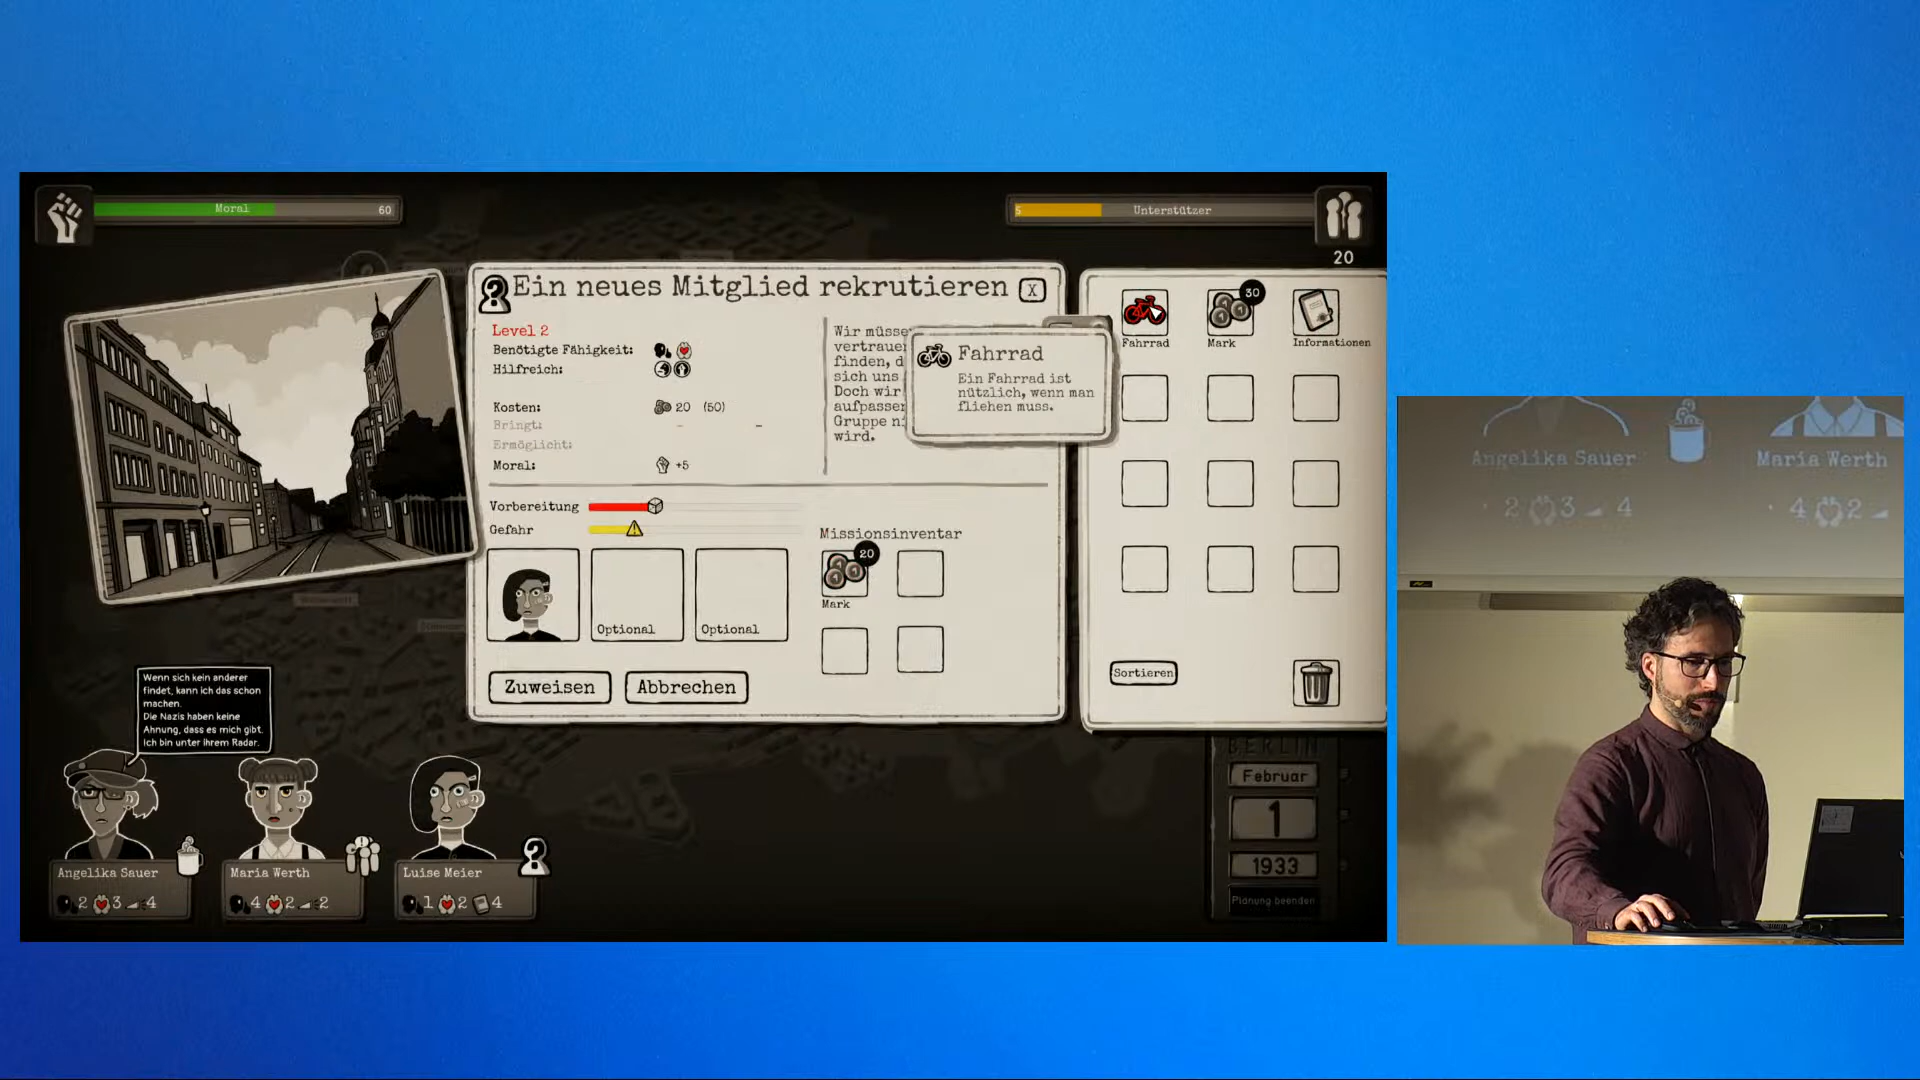 Moral
60
5
Unterstützer
20
Ein neues Mitglied rekrutieren
X
Level 2
Benötigte Fähigkeit:
Hilfreich:
Kosten:
20 (50)
Bringt:
-
-
Ermöglicht:
Moral:
+5
Wir müsse
vertrauer
finden, d
sich uns
Doch wir
aufpasser
Gruppe n
wird.
Fahrrad
Ein Fahrrad ist
nützlich, wenn man
fliehen muss.
Vorbereitung
Gefahr
Optional
Optional
Missionsinventar
20
Mark
Zuweisen
Abbrechen
30
Fahrrad
Mark
Informationen
Sortieren
Wenn sich kein anderer
findet, kann ich das schon
machen.
Die Nazis haben keine
Ahnung, dass es mich gibt.
Ich bin unter ihrem Radar.
Angelika Sauer
2 3 4
Maria Werth
4 2 2
Luise Meier
1 2 4
BERLIN
Februar
1
1933
Planung beenden
Angelika Sauer
2 3 4
Maria Werth
4 2